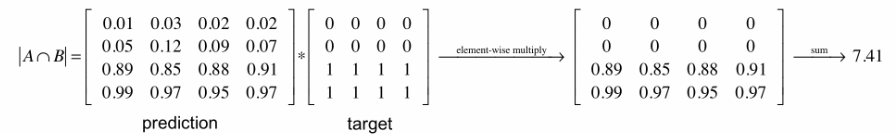 0.01 0.03 0.02 0.02 0 0 0 0 0 0 0 0
0.05 0.12 0.09 0.07 0 0 0 0 element-wise multiply 0 0 0 0 sum
|A∩B|= * → → 7.41
0.89 0.85 0.88 0.91 1 1 1 1 0.89 0.85 0.88 0.91
0.99 0.97 0.95 0.97 1 1 1 1 0.99 0.97 0.95 0.97
prediction target